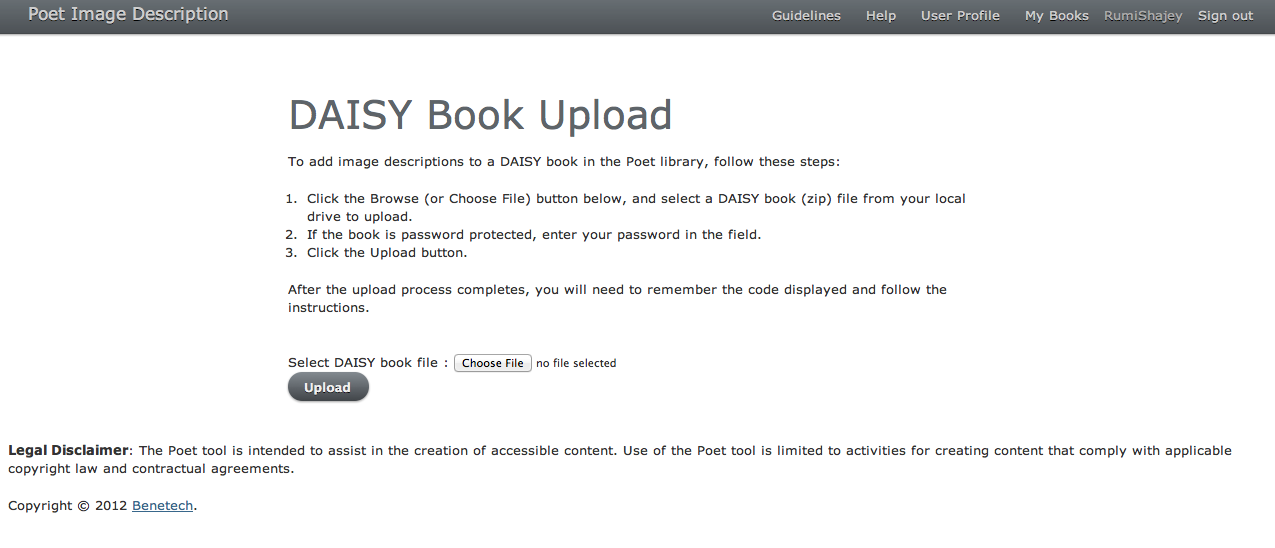 Poet Image Description
Guidelines Help User Profile My Books RumiShajey Sign out
DAISY Book Upload
To add image descriptions to a DAISY book in the Poet library, follow these steps:
1. Click the Browse (or Choose File) button below, and select a DAISY book (zip) file from your local
drive to upload.
2. If the book is password protected, enter your password in the field.
3. Click the Upload button.
After the upload process completes, you will need to remember the code displayed and follow the
instructions.
Select DAISY book file : Choose File no file selected
Upload
Legal Disclaimer: The Poet tool is intended to assist in the creation of accessible content. Use of the Poet tool is limited to activities for creating content that comply with applicable
copyright law and contractual agreements.
Copyright © 2012 Benetech.